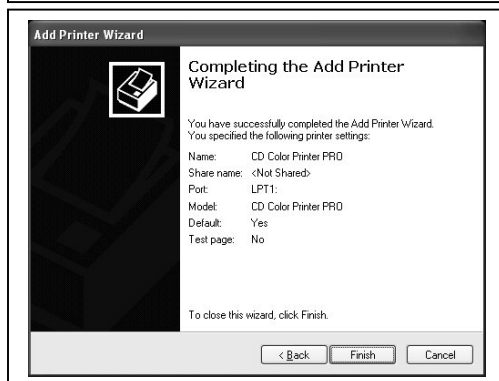 Add Printer Wizard
Completing the Add Printer
Wizard
You have successfully completed the Add Printer Wizard.
You specified the following printer settings:
Name: CD Color Printer PRO
Share name: <Not Shared>
Port: LPT1:
Model: CD Color Printer PRO
Default: Yes
Test page: No
To close this wizard, click Finish.
< Back Finish Cancel